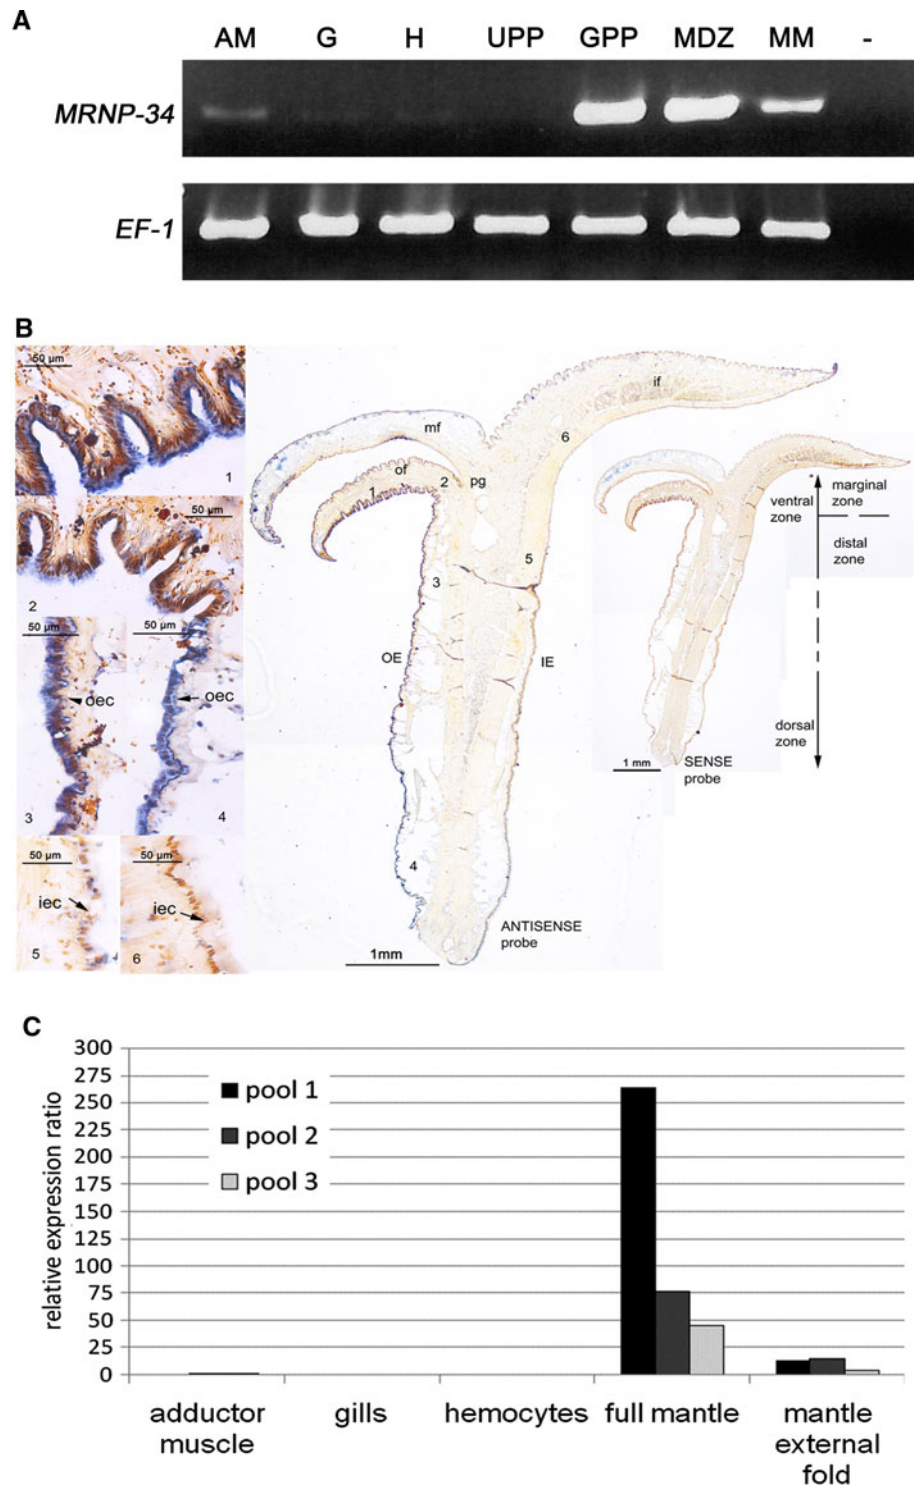 A
AM G H UPP GPP MDZ MM -
MRNP-34
EF-1
B
50 µm
1
50 µm
2
50 µm
oec
3
50 µm
oec
4
50 µm
iec
5
50 µm
iec
6
mf
of
1
2
pg
if
6
5
3
OE
IE
4
ANTISENSE
probe
1mm
ventral
zone
marginal
zone
distal
zone
dorsal
zone
SENSE
probe
1 mm
C
300
275
250
225
200
175
150
125
100
75
50
25
0
relative expression ratio
pool 1
pool 2
pool 3
adductor
muscle
gills
hemocytes
full mantle
mantle
external
fold